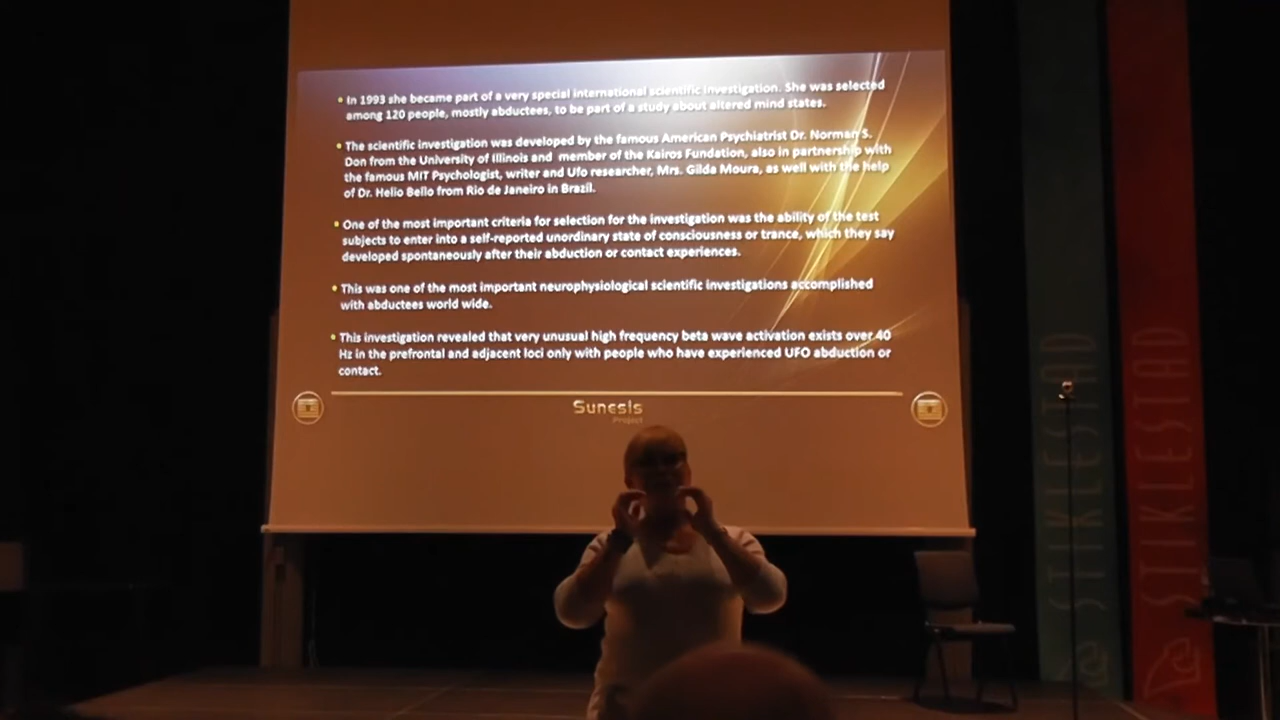 • In 1993 she became part of a very special international scientific investigation. She was selected
among 120 people, mostly abductees, to be part of a study about altered mind states.
• The scientific investigation was developed by the famous American Psychiatrist Dr. Norman S.
Don from the University of Illinois and member of the Kairos Fundation, also in partnership with
the famous MIT Psychologist, writer and Ufo researcher, Mrs. Gilda Moura, as well with the help
of Dr. Helio Bello from Rio de Janeiro in Brazil.
• One of the most important criteria for selection for the investigation was the ability of the test
subjects to enter into a self-reported unordinary state of consciousness or trance, which they say
developed spontaneously after their abduction or contact experiences.
• This was one of the most important neurophysiological scientific investigations accomplished
with abductees world wide.
• This investigation revealed that very unusual high frequency beta wave activation exists over 40
Hz in the prefrontal and adjacent loci only with people who have experienced UFO abduction or
contact.
Sunesis
Project
STIKLESTAD
STIKLESTAD